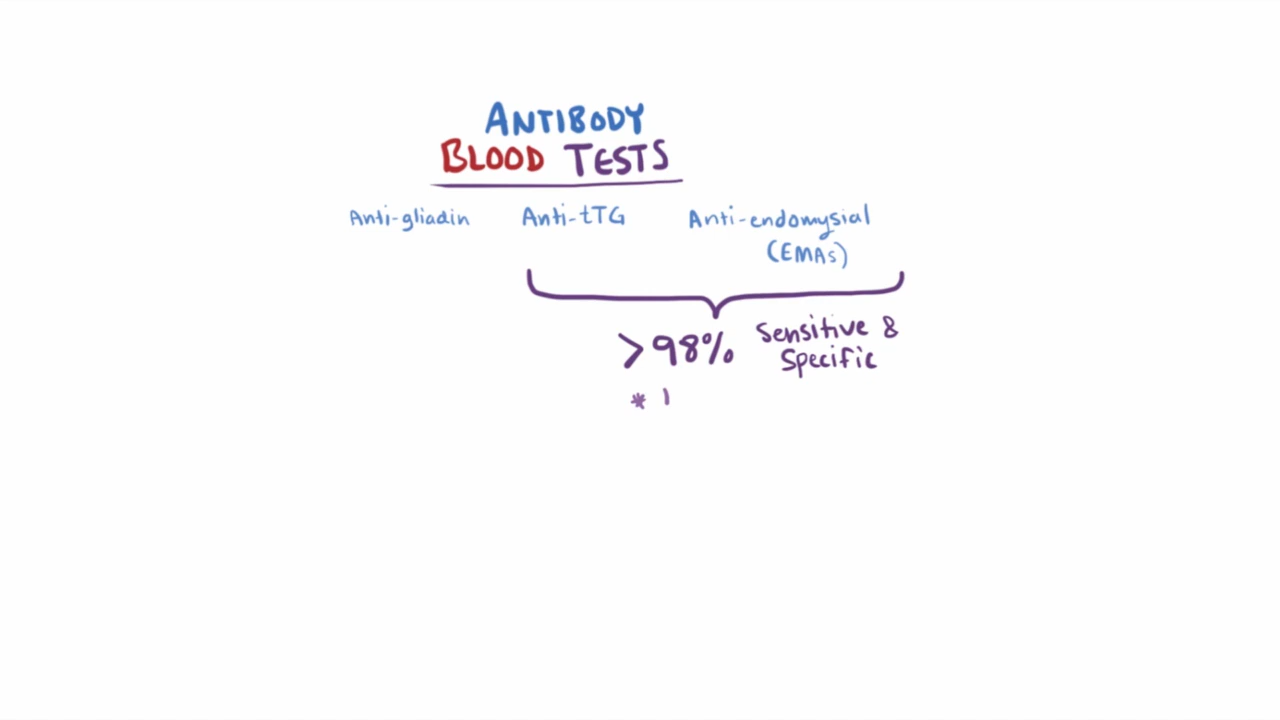 ANTIBODY
BLOOD TESTS
Anti-gliadin Anti-tTG Anti-endomysial
(EMAs)
>98% Sensitive &
Specific
*